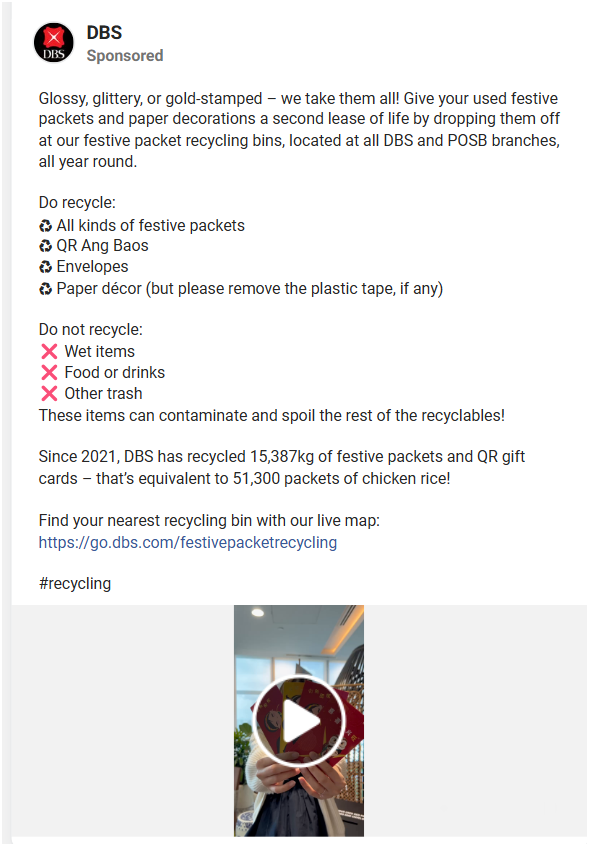 DBS
Sponsored
DBS
Glossy, glittery, or gold-stamped – we take them all! Give your used festive
packets and paper decorations a second lease of life by dropping them off
at our festive packet recycling bins, located at all DBS and POSB branches,
all year round.
Do recycle:
♻ All kinds of festive packets
♻ QR Ang Baos
♻ Envelopes
♻ Paper décor (but please remove the plastic tape, if any)
Do not recycle:
❌ Wet items
❌ Food or drinks
❌ Other trash
These items can contaminate and spoil the rest of the recyclables!
Since 2021, DBS has recycled 15,387kg of festive packets and QR gift
cards – that’s equivalent to 51,300 packets of chicken rice!
Find your nearest recycling bin with our live map:
https://go.dbs.com/festivepacketrecycling
#recycling